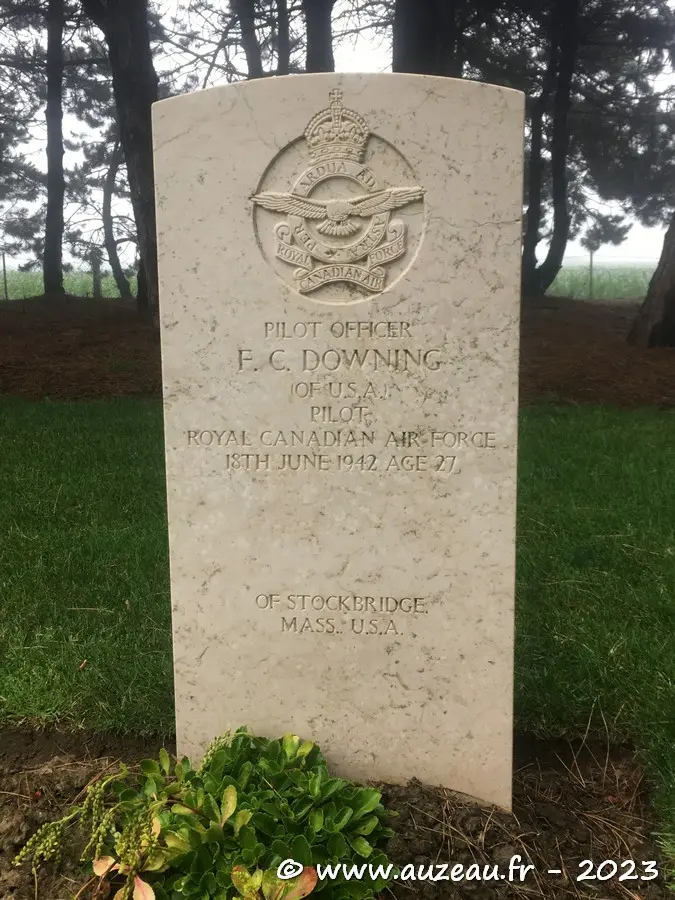 PER ARDUA AD ASTRA
ROYAL CANADIAN AIR FORCE
PILOT OFFICER
F. C. DOWNING
(OF U.S.A.)
PILOT
ROYAL CANADIAN AIR FORCE
18TH JUNE 1942 AGE 27
OF STOCKBRIDGE,
MASS. U.S.A.
© www.auzeau.fr - 2023